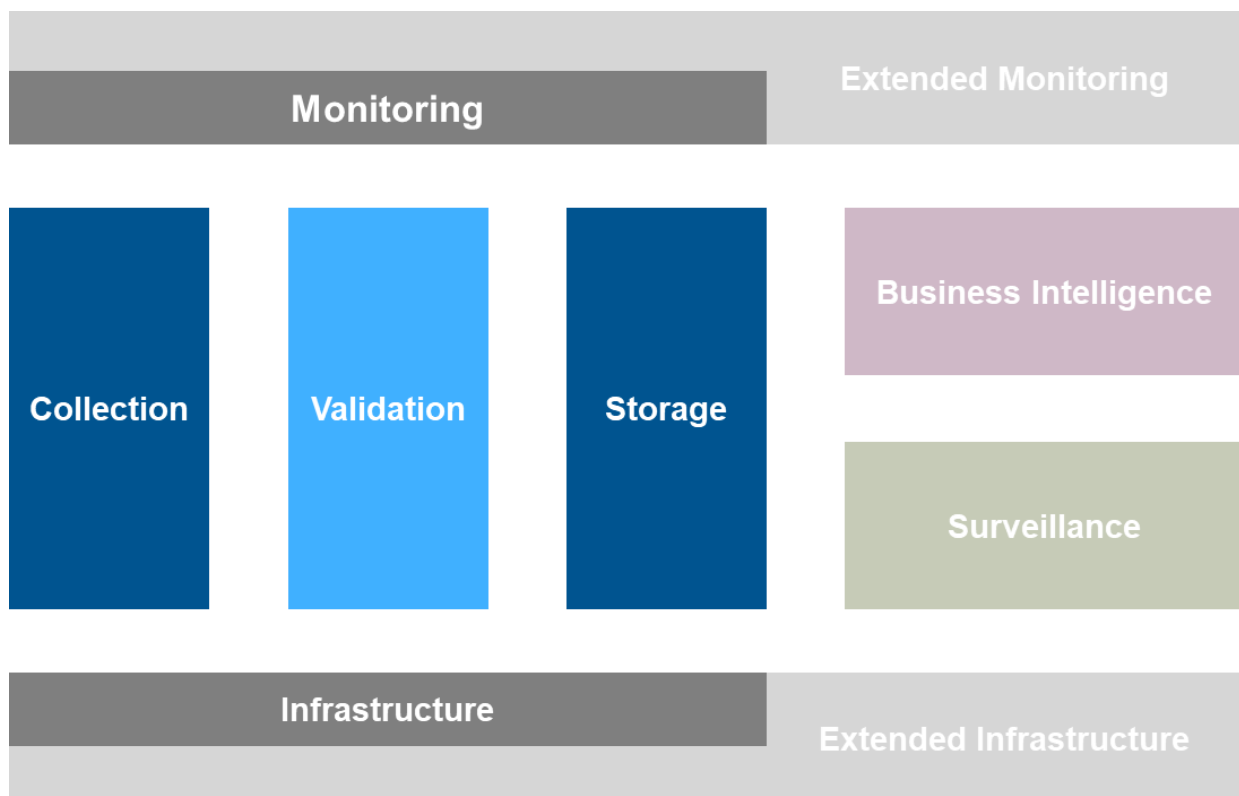 Extended Monitoring
Monitoring
Collection
Validation
Storage
Business Intelligence
Surveillance
Infrastructure
Extended Infrastructure